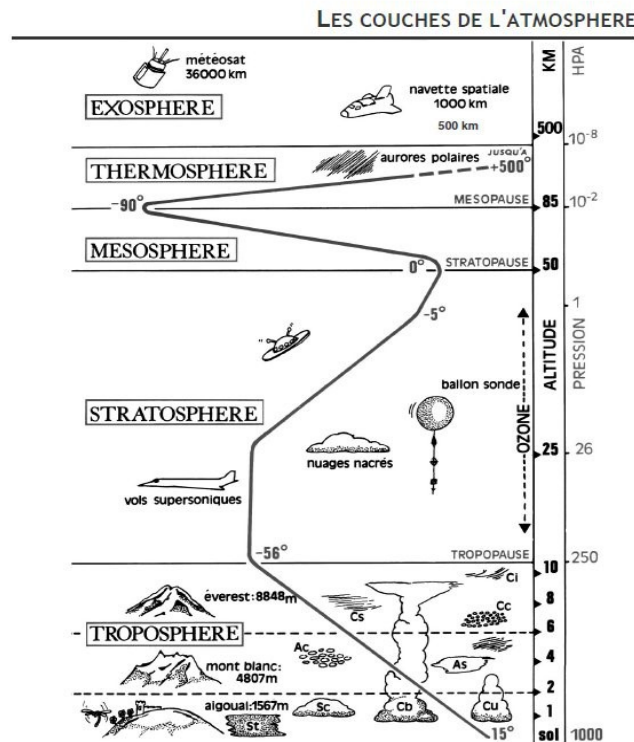 LES COUCHES DE L'ATMOSPHERE
KM
HPA
météosat
36000 km
navette spatiale
1000 km
500 km
EXOSPHERE
500
10-8
THERMOSPHERE
aurores polaires
JUSQU'A
+500°
-90°
MESOPAUSE
85
10-2
MESOSPHERE
0°
STRATOPAUSE
50
-5°
1
ALTITUDE
PRESSION
ballon sonde
OZONE
STRATOSPHERE
nuages nacrés
25
26
vols supersoniques
-56°
TROPOPAUSE
250
10
Ci
éverest: 8848m
Cs
Cc
8
TROPOSPHERE
6
Ac
As
4
mont blanc:
4807m
2
aigoual: 1567m
St
Sc
Cb
Cu
1
15°
sol
1000